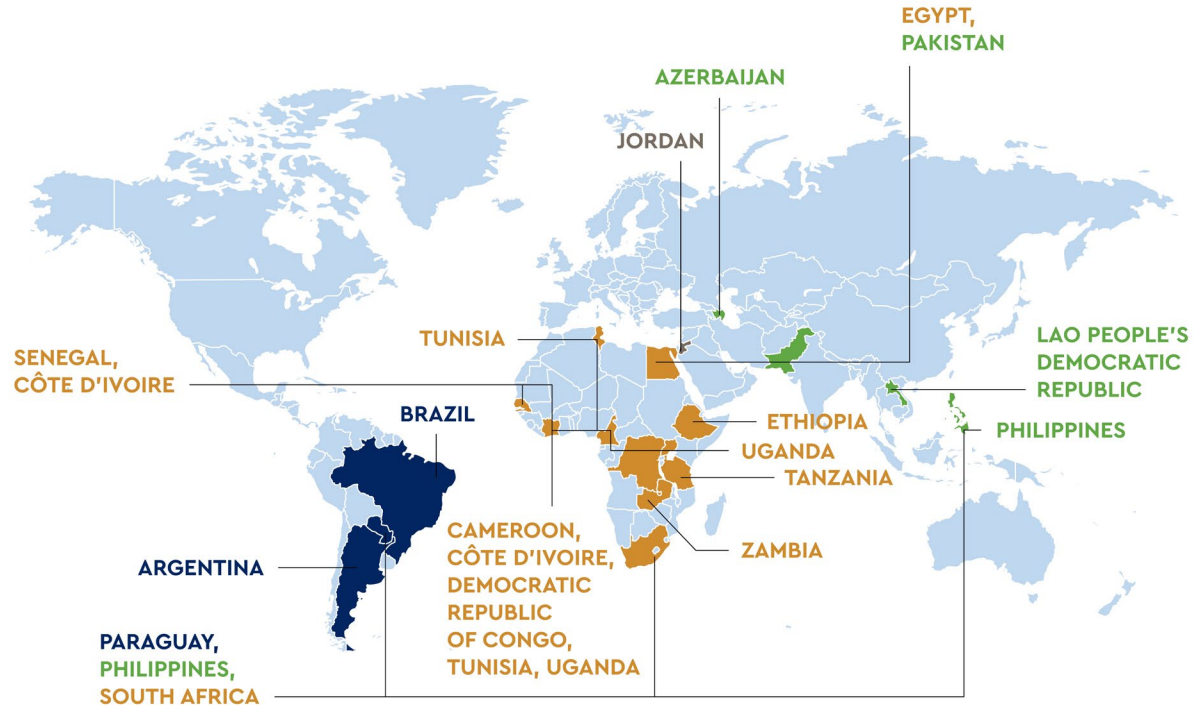 EGYPT,
PAKISTAN
AZERBAIJAN
JORDAN
TUNISIA
SENEGAL,
CÔTE D'IVOIRE
LAO PEOPLE'S
DEMOCRATIC
REPUBLIC
BRAZIL
ETHIOPIA
PHILIPPINES
UGANDA
TANZANIA
CAMEROON,
CÔTE D'IVOIRE,
DEMOCRATIC
REPUBLIC
OF CONGO,
TUNISIA, UGANDA
ZAMBIA
ARGENTINA
PARAGUAY,
PHILIPPINES,
SOUTH AFRICA